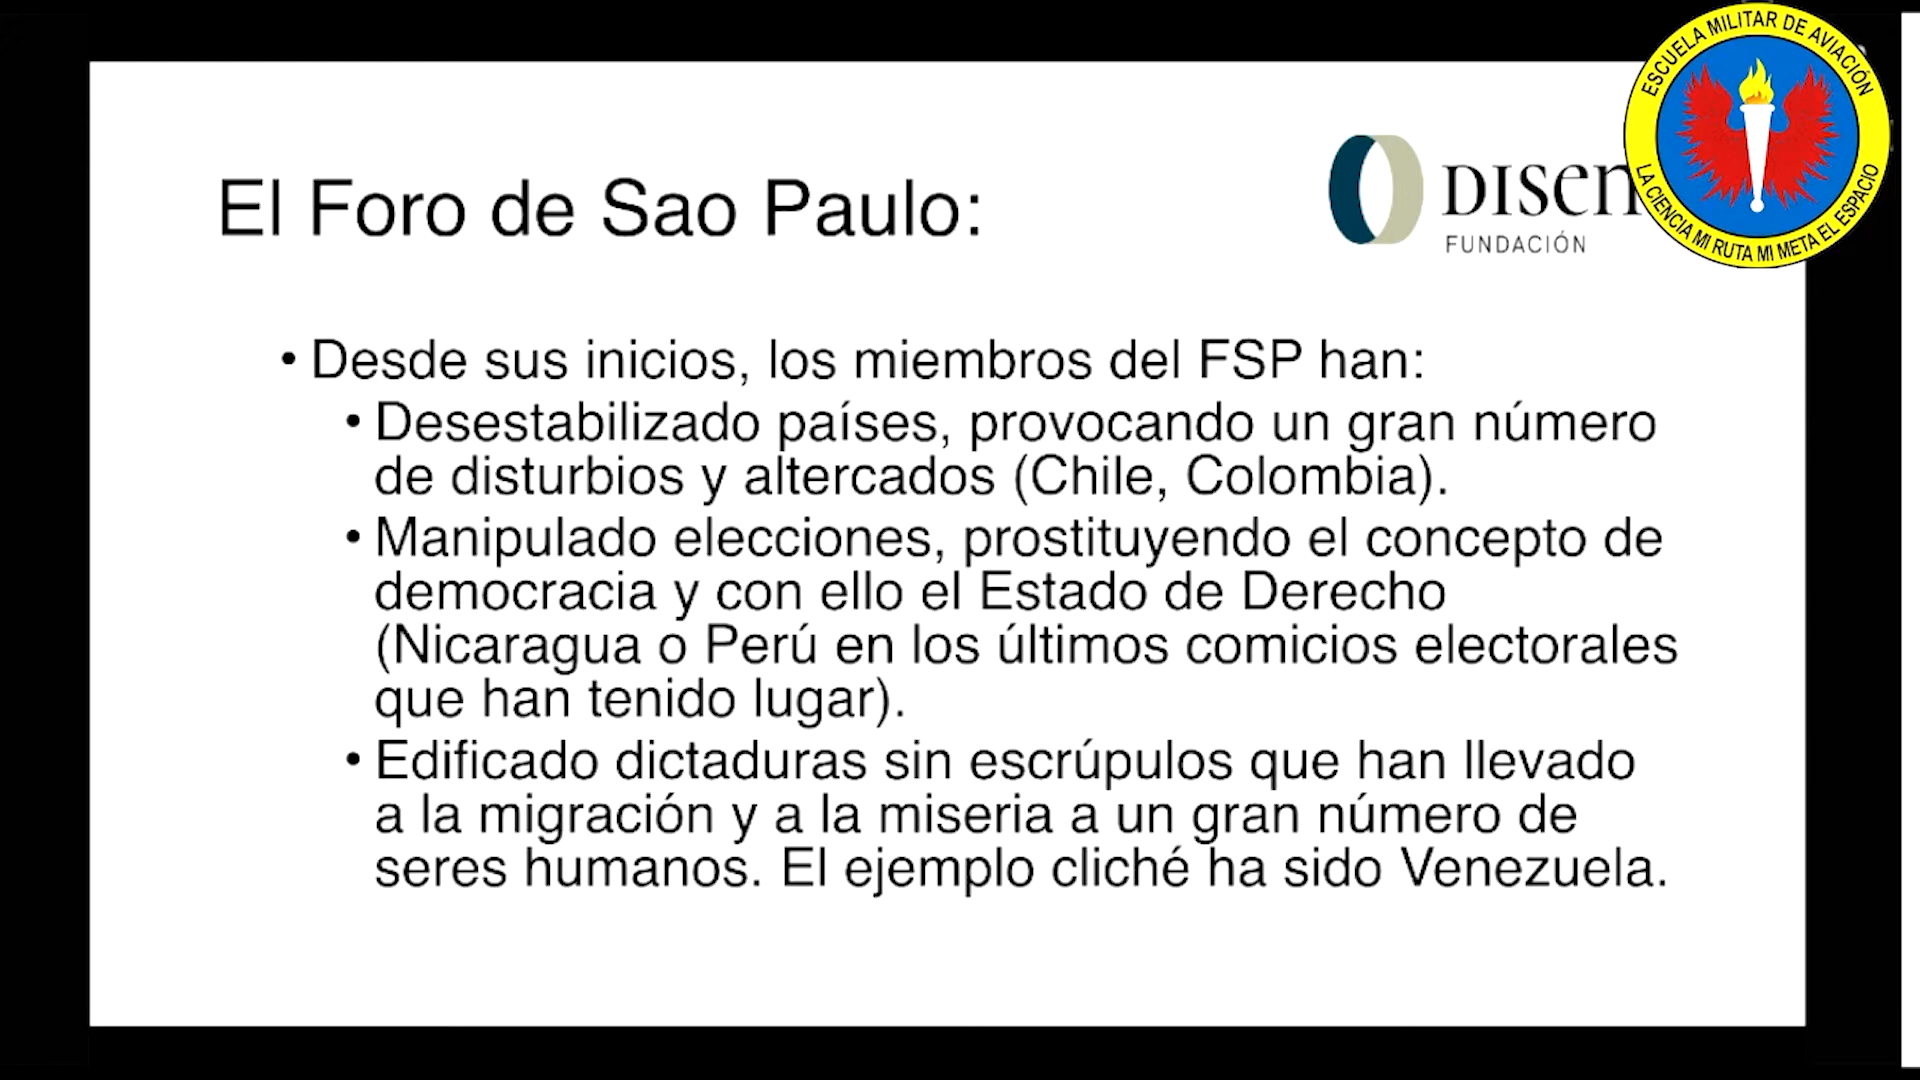 ESCUELA MILITAR DE AVIACIÓN
LA CIENCIA MI RUTA MI META EL ESPACIO
FUNDACIÓN
El Foro de Sao Paulo:
• Desde sus inicios, los miembros del FSP han:
• Desestabilizado países, provocando un gran número
de disturbios y altercados (Chile, Colombia).
• Manipulado elecciones, prostituyendo el concepto de
democracia y con ello el Estado de Derecho
(Nicaragua o Perú en los últimos comicios electorales
que han tenido lugar).
• Edificado dictaduras sin escrúpulos que han llevado
a la migración y a la miseria a un gran número de
seres humanos. El ejemplo cliché ha sido Venezuela.